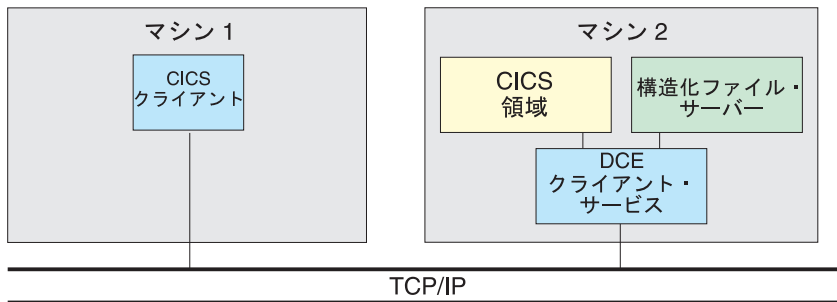 マシン 1
CICS
クライアント
マシン 2
CICS
領域
構造化ファイル・
サーバー
DCE
クライアント・
サービス
TCP/IP